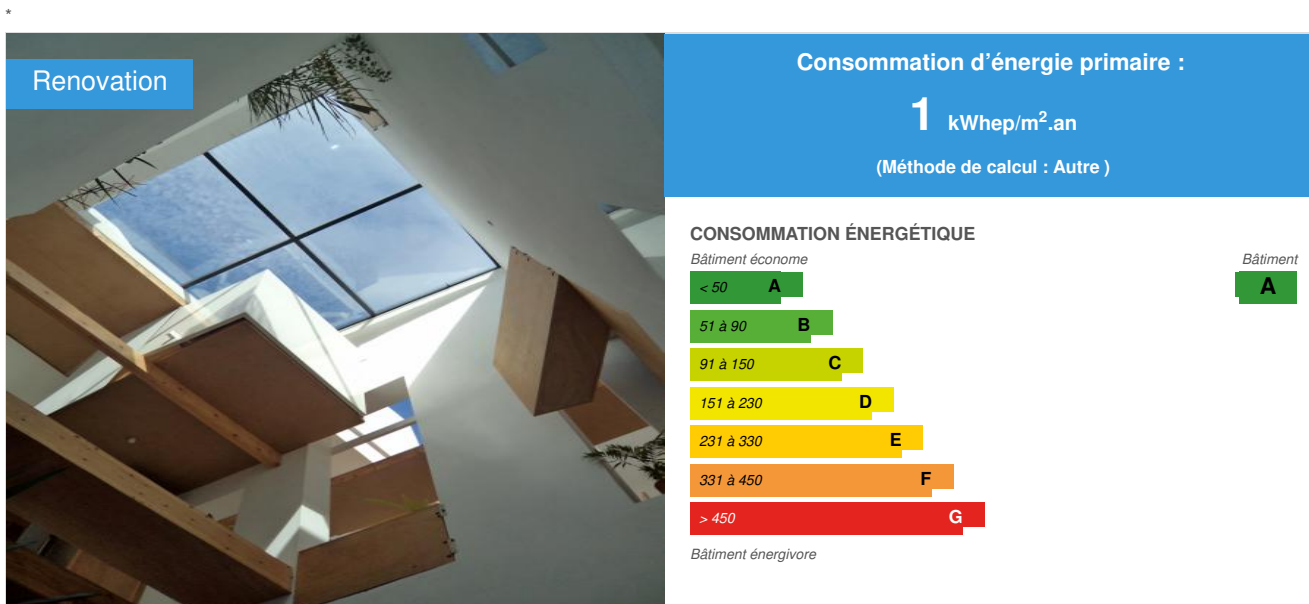 *
Renovation
Consommation d'énergie primaire :
1 kWhep/m².an
(Méthode de calcul : Autre )
CONSOMMATION ÉNERGÉTIQUE
Bâtiment économe
Bâtiment
< 50 A
A
51 à 90 B
91 à 150 C
151 à 230 D
231 à 330 E
331 à 450 F
> 450 G
Bâtiment énergivore